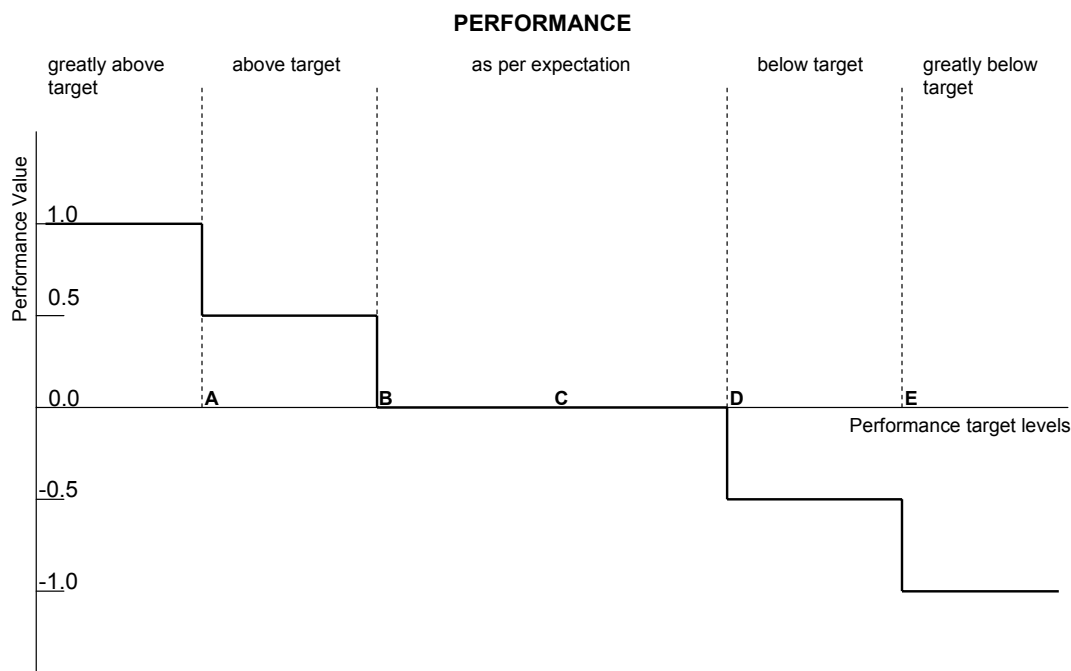 PERFORMANCE
greatly above
target
above target
as per expectation
below target
greatly below
target
Performance Value
1.0
0.5
0.0
A
B
C
D
E
Performance target levels
-0.5
-1.0